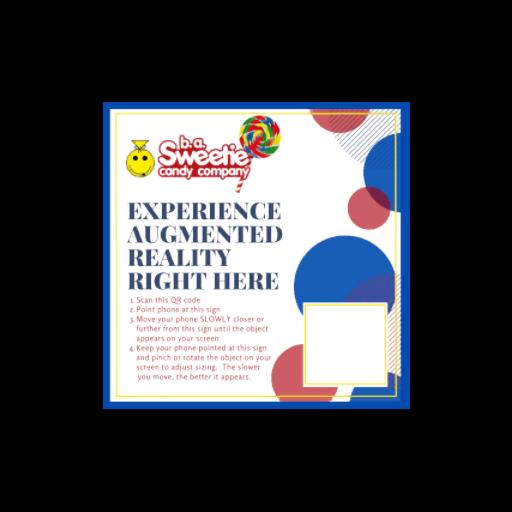 b.a.
Sweetie
candy company
EXPERIENCE
AUGMENTED
REALITY
RIGHT HERE
1. Scan this QR code
2. Point phone at this sign
3. Move your phone SLOWLY closer or
further from this sign until the object
appears on your screen
4. Keep your phone pointed at this sign
and pinch or rotate the object on your
screen to adjust sizing. The slower
you move, the better it appears.